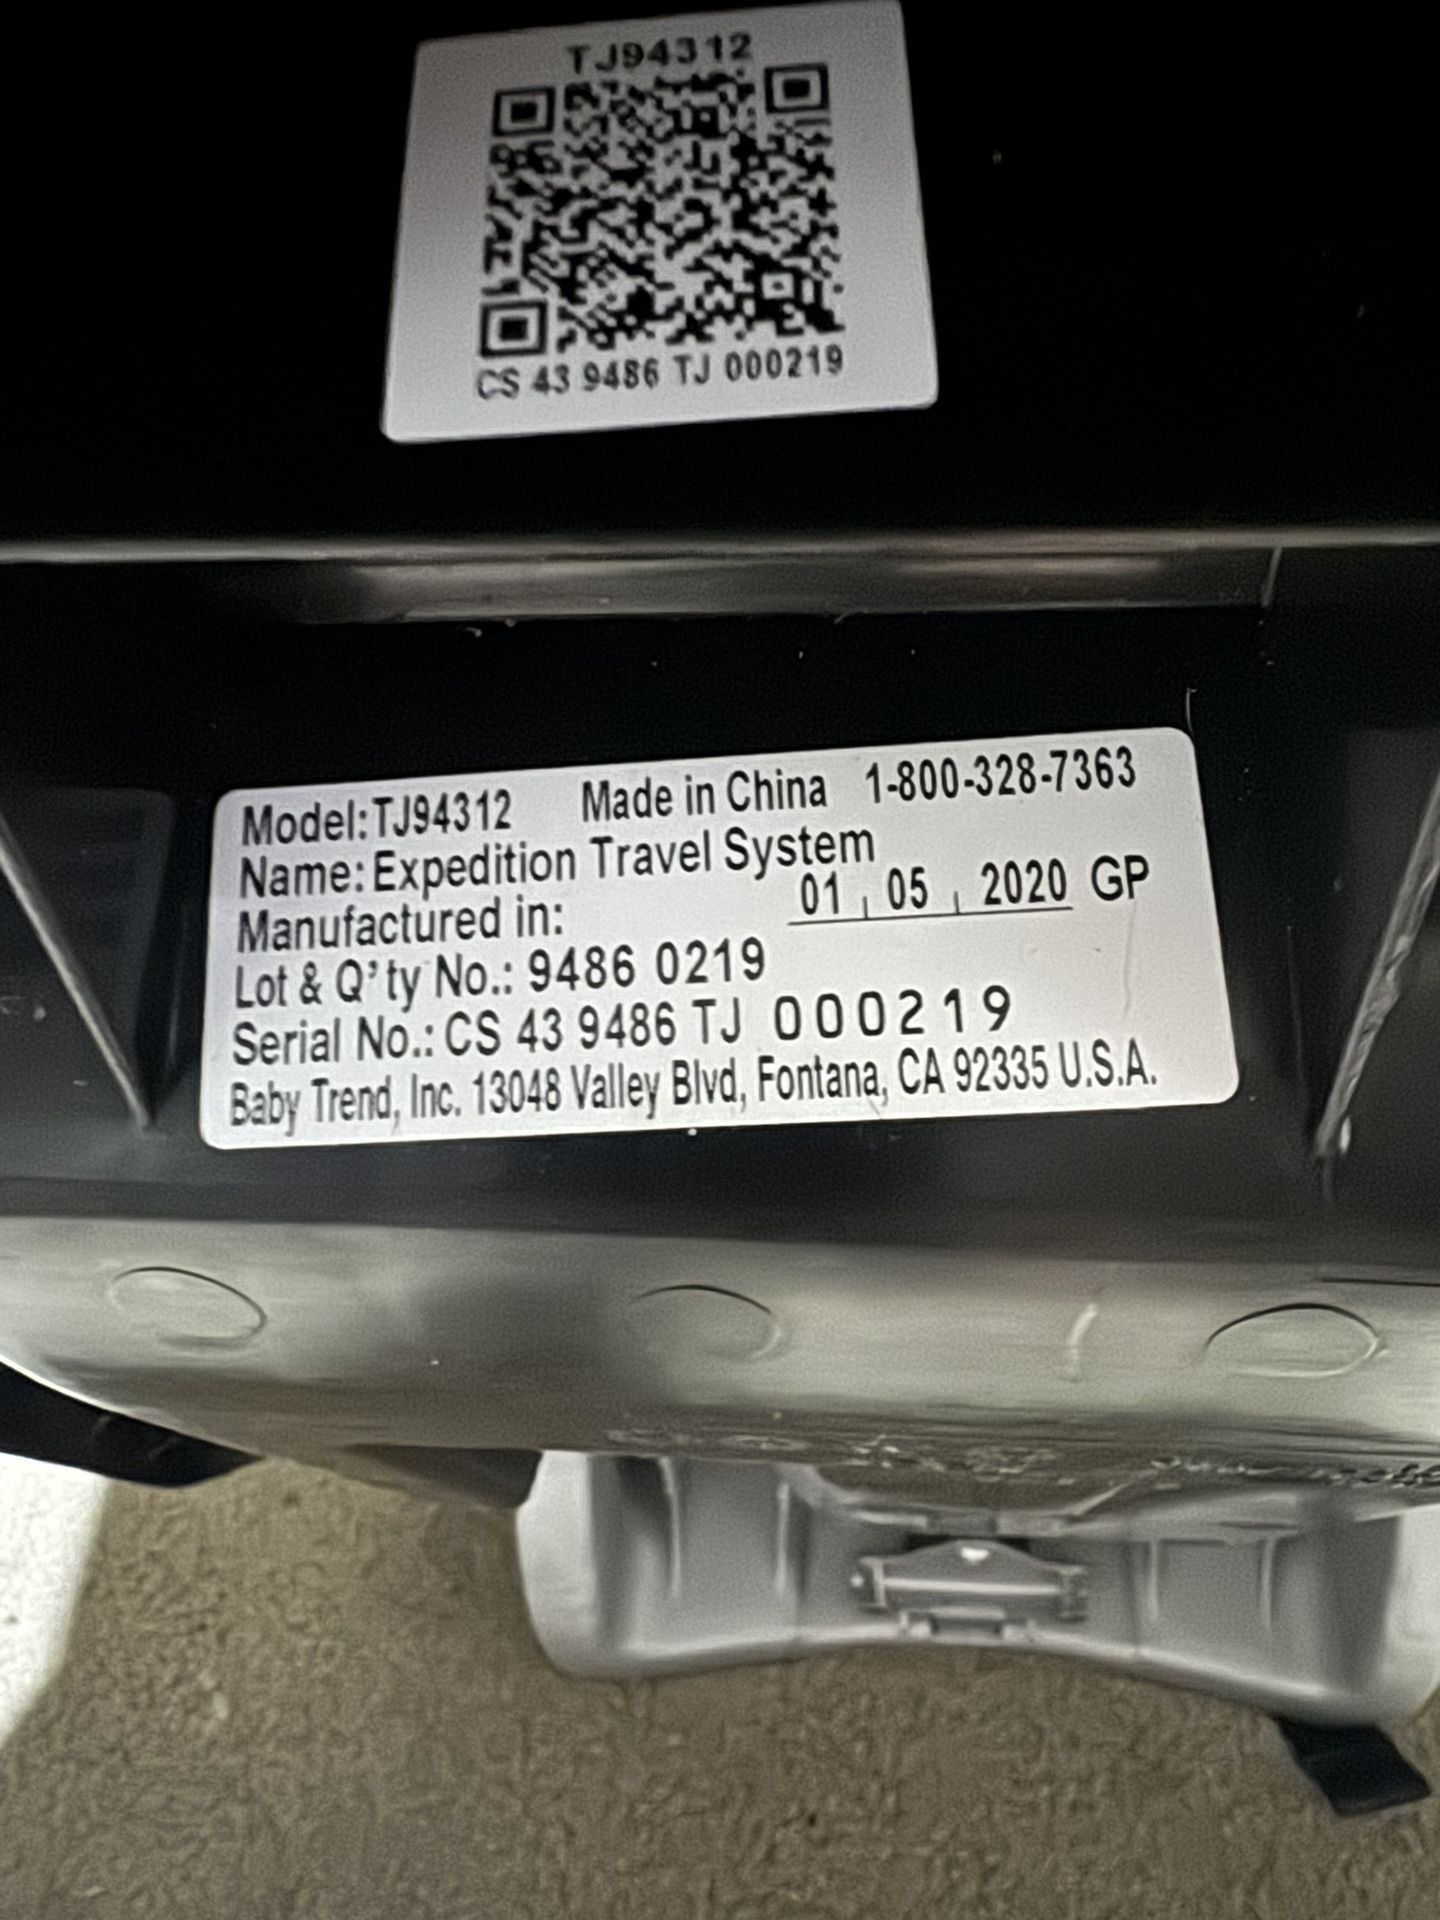 TJ94312
CS 43 9486 TJ 000219
Model:TJ94312 Made in China 1-800-328-7363
Name:Expedition Travel System
Manufactured in: 01 05 2020 GP
Lot & Q'ty No.: 9486 0219
Serial No.: CS 43 9486 TJ 000219
Baby Trend, Inc. 13048 Valley Blvd, Fontana, CA 92335 U.S.A.